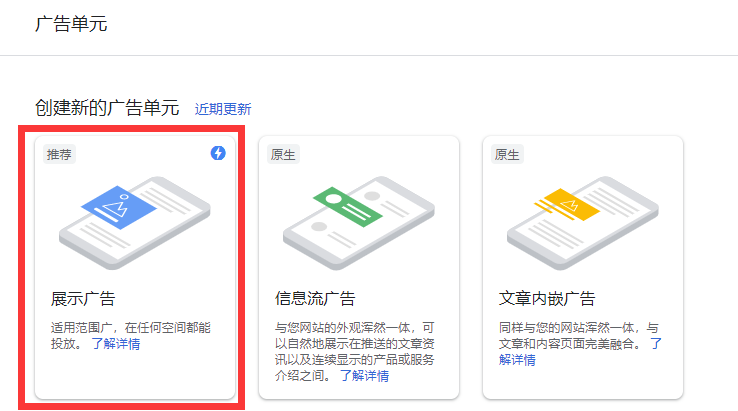 广告单元
创建新的广告单元 近期更新
推荐
展示广告
适用范围广，在任何空间都能
投放。 了解详情
原生
信息流广告
与您网站的外观浑然一体，可
以自然地展示在推送的文章资
讯以及连续显示的产品或服务
介绍之间。 了解详情
原生
文章内嵌广告
同样与您的网站浑然一体，与
文章和内容页面完美融合。 了
解详情